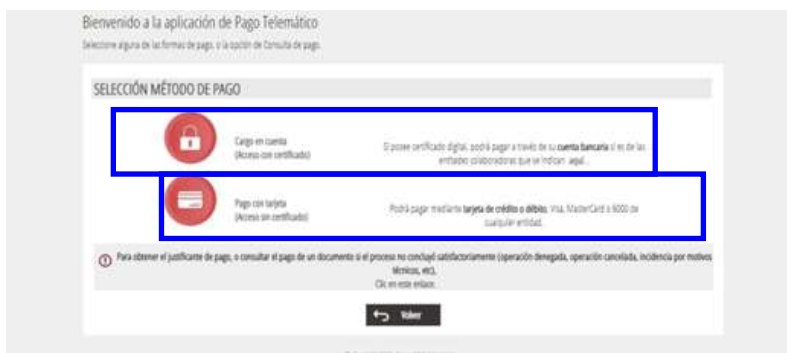 Bienvenido a la aplicación de Pago Telemático
Seleccione alguna de las formas de pago, o la opción de Consulta de pago.
SELECCIÓN MÉTODO DE PAGO
Cargo en cuenta
(Acceso con certificado)
Si posee certificado digital, podrá pagar a través de su cuenta bancaria si es de las
entidades colaboradoras que se indican aquí.
Pago con tarjeta
(Acceso sin certificado)
Podrá pagar mediante tarjeta de crédito o débito, Visa, MasterCard o 6000 de
cualquier entidad.
Para obtener el justificante de pago, o consultar el pago de un documento si el proceso no concluyó satisfactoriamente (operación denegada, operación cancelada, incidencia por motivos
técnicos, etc),
Clic en este enlace.
Volver